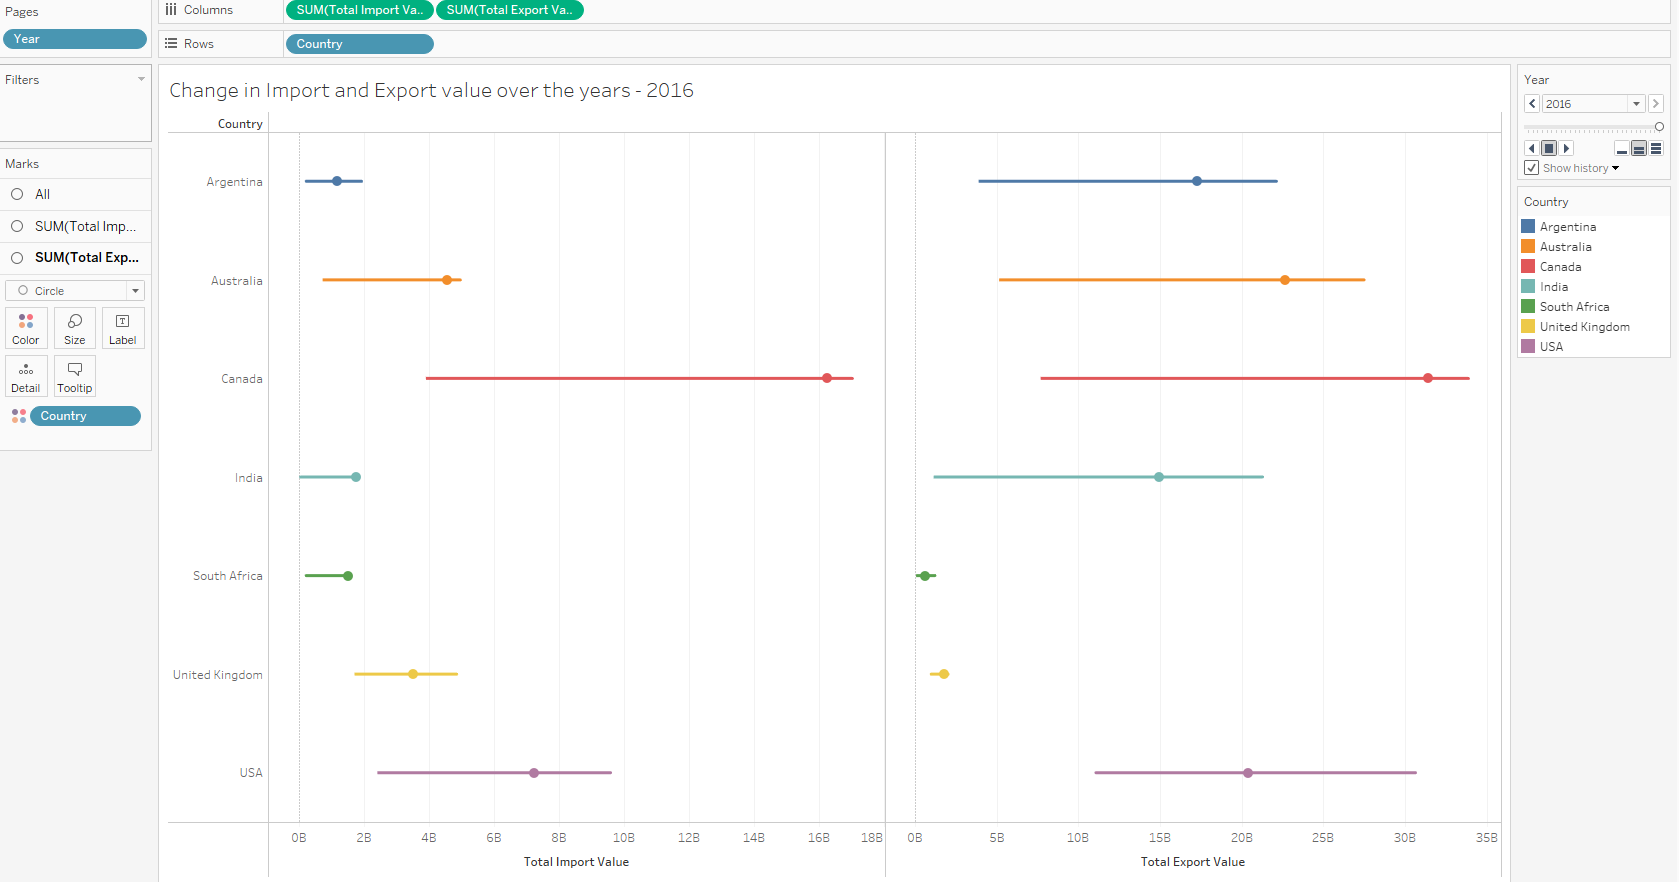 Pages
Year
Columns
SUM(Total Import Va..
SUM(Total Export Va..
Rows
Country
Filters
Marks
All
SUM(Total Imp...
SUM(Total Exp...
Circle
Color
Size
Label
Detail
Tooltip
Country
Change in Import and Export value over the years - 2016
Country
Argentina
Australia
Canada
India
South Africa
United Kingdom
USA
0B 2B 4B 6B 8B 10B 12B 14B 16B 18B
Total Import Value
0B 5B 10B 15B 20B 25B 30B 35B
Total Export Value
Year
2016
Show history
Country
Argentina
Australia
Canada
India
South Africa
United Kingdom
USA